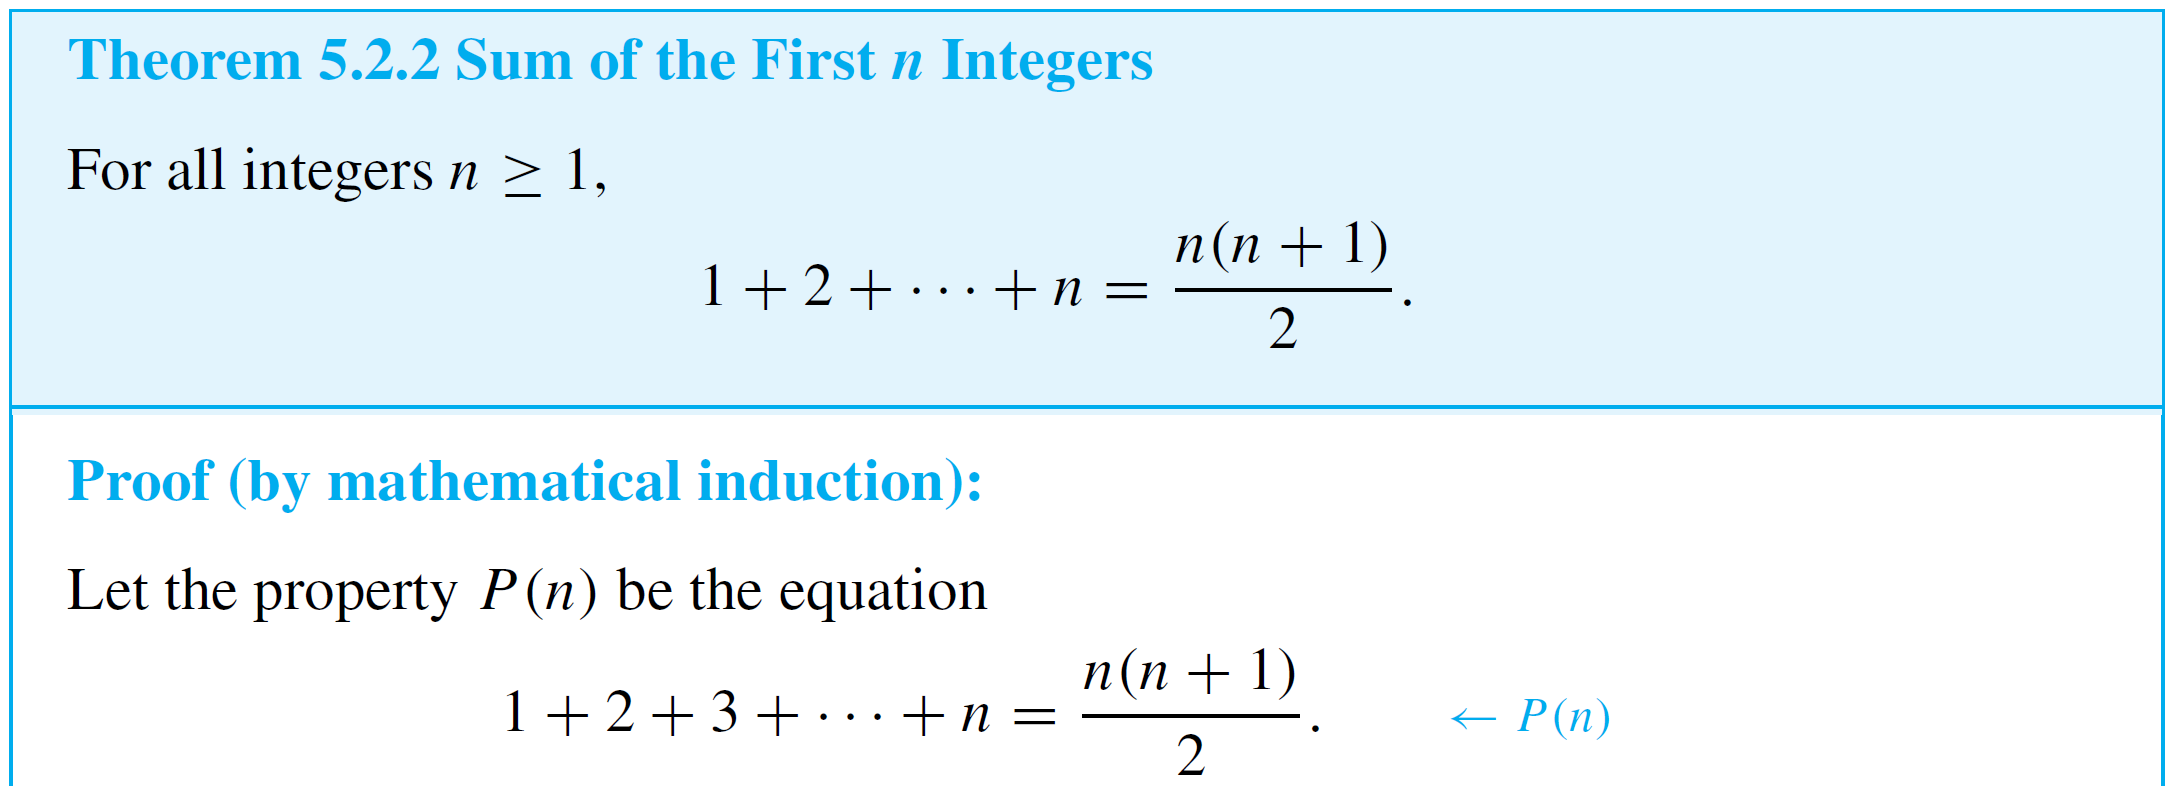 Theorem 5.2.2 Sum of the First n Integers
For all integers n ≥ 1,
1 + 2 + · · · + n = n(n + 1)/2.
Proof (by mathematical induction):
Let the property P(n) be the equation
1 + 2 + 3 + · · · + n = n(n + 1)/2. ← P(n)